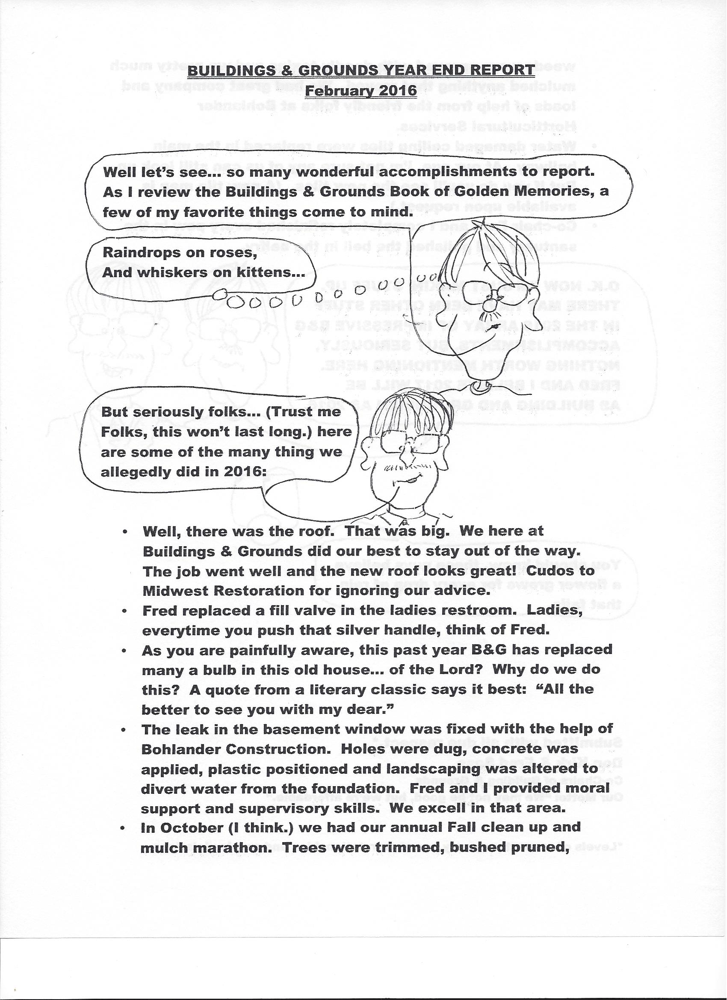 BUILDINGS & GROUNDS YEAR END REPORT
February 2016
Well let's see... so many wonderful accomplishments to report.
As I review the Buildings & Grounds Book of Golden Memories, a
few of my favorite things come to mind.
Raindrops on roses,
And whiskers on kittens...
But seriously folks... (Trust me
Folks, this won't last long.) here
are some of the many thing we
allegedly did in 2016:
• Well, there was the roof. That was big. We here at
Buildings & Grounds did our best to stay out of the way.
The job went well and the new roof looks great! Cudos to
Midwest Restoration for ignoring our advice.
• Fred replaced a fill valve in the ladies restroom. Ladies,
everytime you push that silver handle, think of Fred.
• As you are painfully aware, this past year B&G has replaced
many a bulb in this old house... of the Lord? Why do we do
this? A quote from a literary classic says it best: “All the
better to see you with my dear.”
• The leak in the basement window was fixed with the help of
Bohlander Construction. Holes were dug, concrete was
applied, plastic positioned and landscaping was altered to
divert water from the foundation. Fred and I provided moral
support and supervisory skills. We excell in that area.
• In October (I think.) we had our annual Fall clean up and
mulch marathon. Trees were trimmed, bushed pruned,